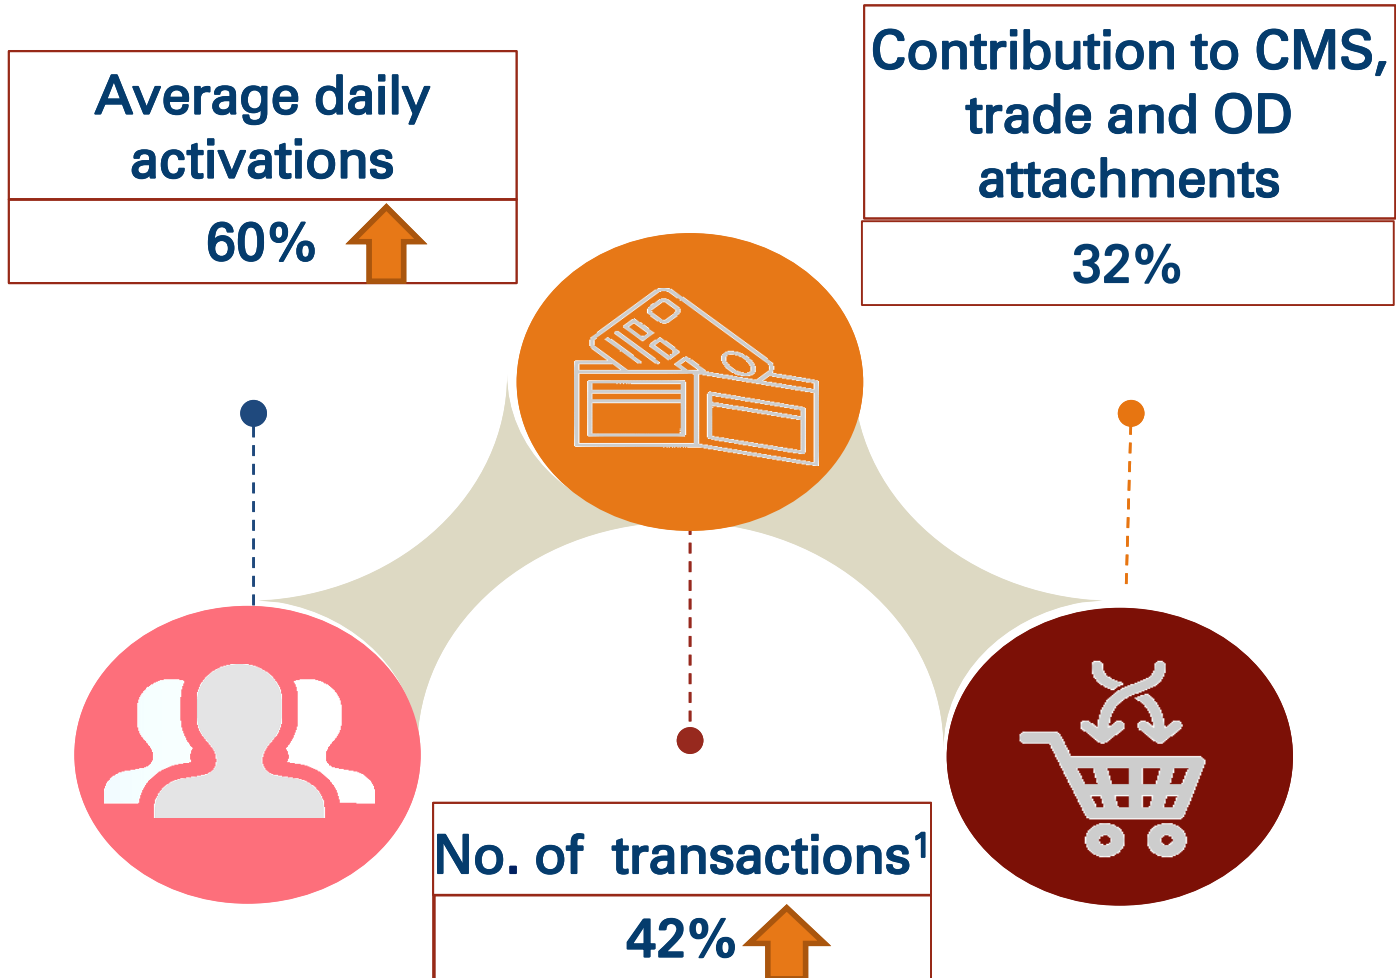 Average daily
activations
60%
Contribution to CMS,
trade and OD
attachments
32%
No. of transactions¹
42%